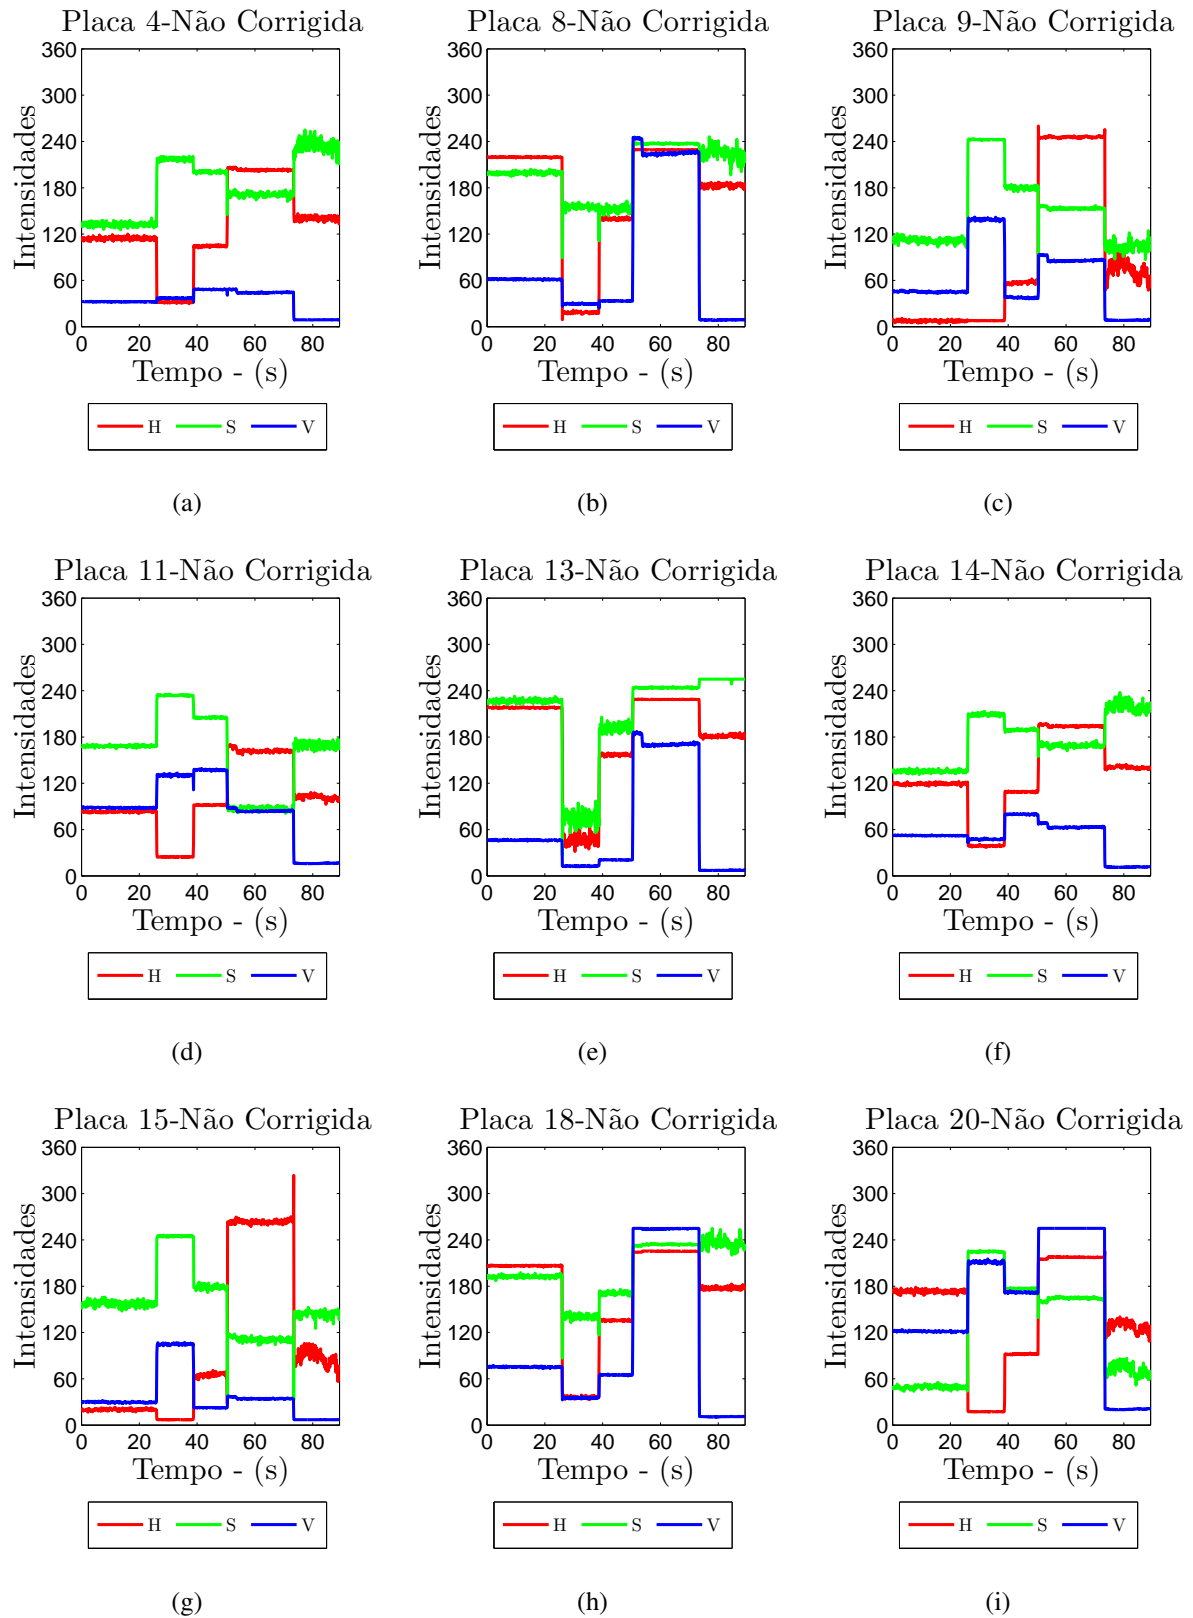 Placa 4-Não Corrigida
Placa 8-Não Corrigida
Placa 9-Não Corrigida
360
300
240
180
120
60
0
Intensidades
0 20 40 60 80
Tempo - (s)
H S V
(a)
360
300
240
180
120
60
0
Intensidades
0 20 40 60 80
Tempo - (s)
H S V
(b)
360
300
240
180
120
60
0
Intensidades
0 20 40 60 80
Tempo - (s)
H S V
(c)
Placa 11-Não Corrigida
Placa 13-Não Corrigida
Placa 14-Não Corrigida
360
300
240
180
120
60
0
Intensidades
0 20 40 60 80
Tempo - (s)
H S V
(d)
360
300
240
180
120
60
0
Intensidades
0 20 40 60 80
Tempo - (s)
H S V
(e)
360
300
240
180
120
60
0
Intensidades
0 20 40 60 80
Tempo - (s)
H S V
(f)
Placa 15-Não Corrigida
Placa 18-Não Corrigida
Placa 20-Não Corrigida
360
300
240
180
120
60
0
Intensidades
0 20 40 60 80
Tempo - (s)
H S V
(g)
360
300
240
180
120
60
0
Intensidades
0 20 40 60 80
Tempo - (s)
H S V
(h)
360
300
240
180
120
60
0
Intensidades
0 20 40 60 80
Tempo - (s)
H S V
(i)